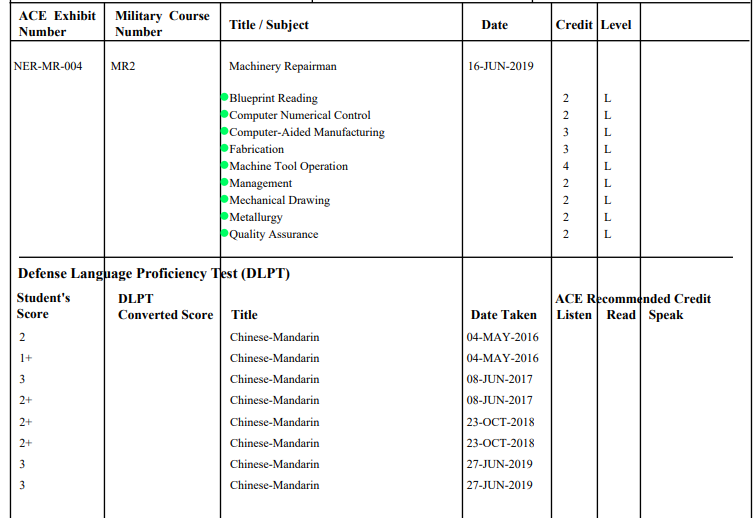 ACE Exhibit Number Military Course Number Title / Subject Date Credit Level
NER-MR-004 MR2 Machinery Repairman 16-JUN-2019
Blueprint Reading 2 L
Computer Numerical Control 2 L
Computer-Aided Manufacturing 3 L
Fabrication 3 L
Machine Tool Operation 4 L
Management 2 L
Mechanical Drawing 2 L
Metallurgy 2 L
Quality Assurance 2 L
Defense Language Proficiency Test (DLPT)
Student's DLPT ACE Recommended Credit
Score Converted Score Title Date Taken Listen Read Speak
2 Chinese-Mandarin 04-MAY-2016
1+ Chinese-Mandarin 04-MAY-2016
3 Chinese-Mandarin 08-JUN-2017
2+ Chinese-Mandarin 08-JUN-2017
2+ Chinese-Mandarin 23-OCT-2018
2+ Chinese-Mandarin 23-OCT-2018
3 Chinese-Mandarin 27-JUN-2019
3 Chinese-Mandarin 27-JUN-2019